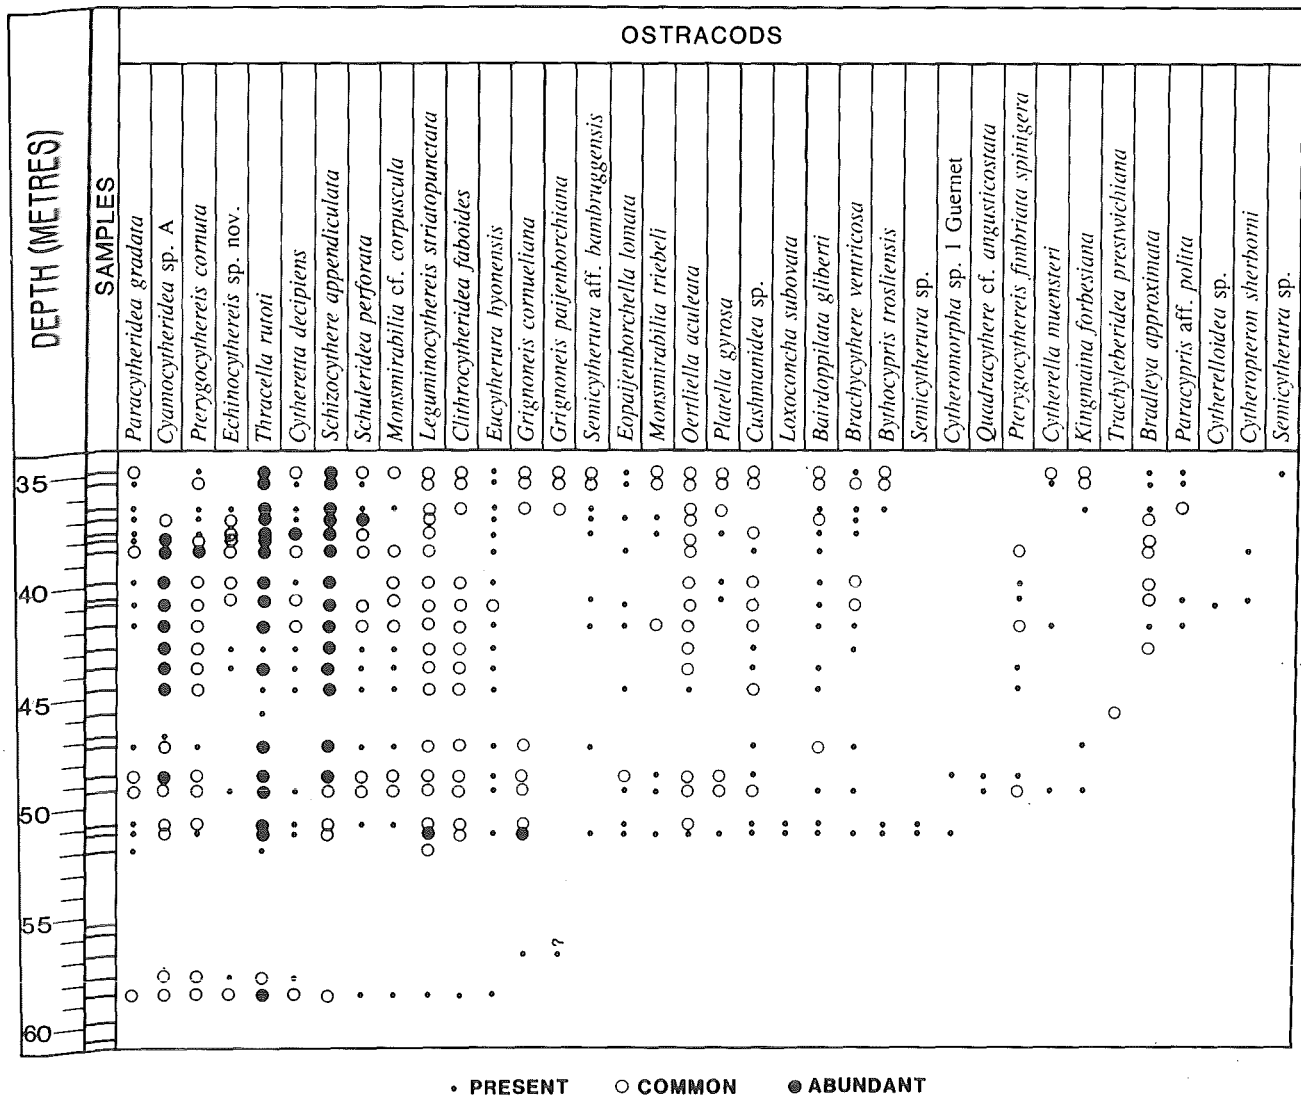 OSTRACODS
DEPTH (METRES)
SAMPLES
Paracytheridea gradata
Cyamocytheridea sp. A
Pterygocythereis cornuta
Echinocythereis sp. nov.
Thracella rutoti
Cythereta decipiens
Schizocythere appendiculata
Schuleridea perforata
Monsmirabilia cf. corpuscula
Leguminocythereis striatopunctata
Clithrocytheridea faboides
Eucytherura hyonensis
Grignoneis cornueliana
Grignoneis paijenborchiana
Semicytherura aff. bambruggensis
Eopaijenborchella lomata
Monsmirabilia triebeli
Oertliella aculeata
Platella gyrosa
Cushmanidea sp.
Loxoconcha subovata
Bairdoppilata gliberti
Brachycythere ventricosa
Bythocypris trosliensis
Semicytherura sp.
Cytheromorpha sp. 1 Guernet
Quadracythere cf. angusticostata
Pterygocythereis fimbriata spinigera
Cytherella muensteri
Kingmaina forbesiana
Trachyleberidea prestwichiana
Bradleya approximata
Paracypris aff. polita
Cytherelloidea sp.
Cytheropteron sherborni
Semicytherura sp.
35
40
45
50
55
?
60
PRESENT COMMON ABUNDANT